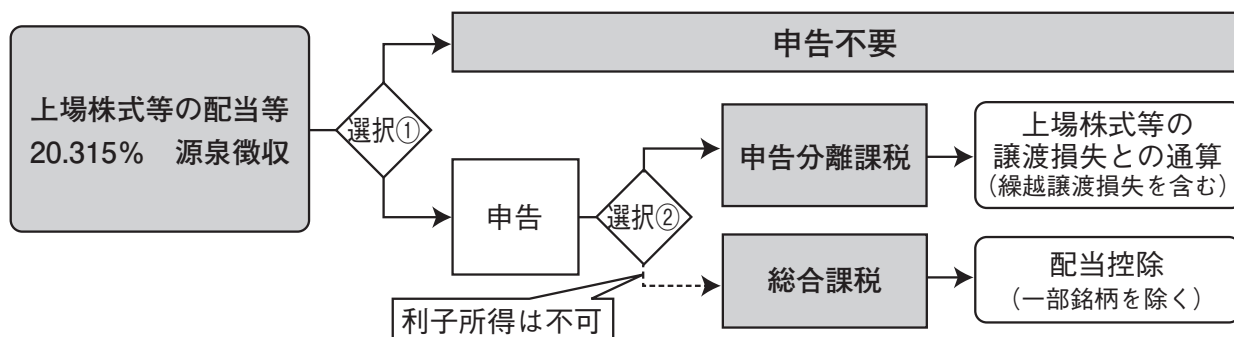 上場株式等の配当等
20.315%　源泉徴収
選択①
申告不要
申告
選択②
利子所得は不可
申告分離課税
上場株式等の
譲渡損失との通算
（繰越譲渡損失を含む）
総合課税
配当控除
（一部銘柄を除く）